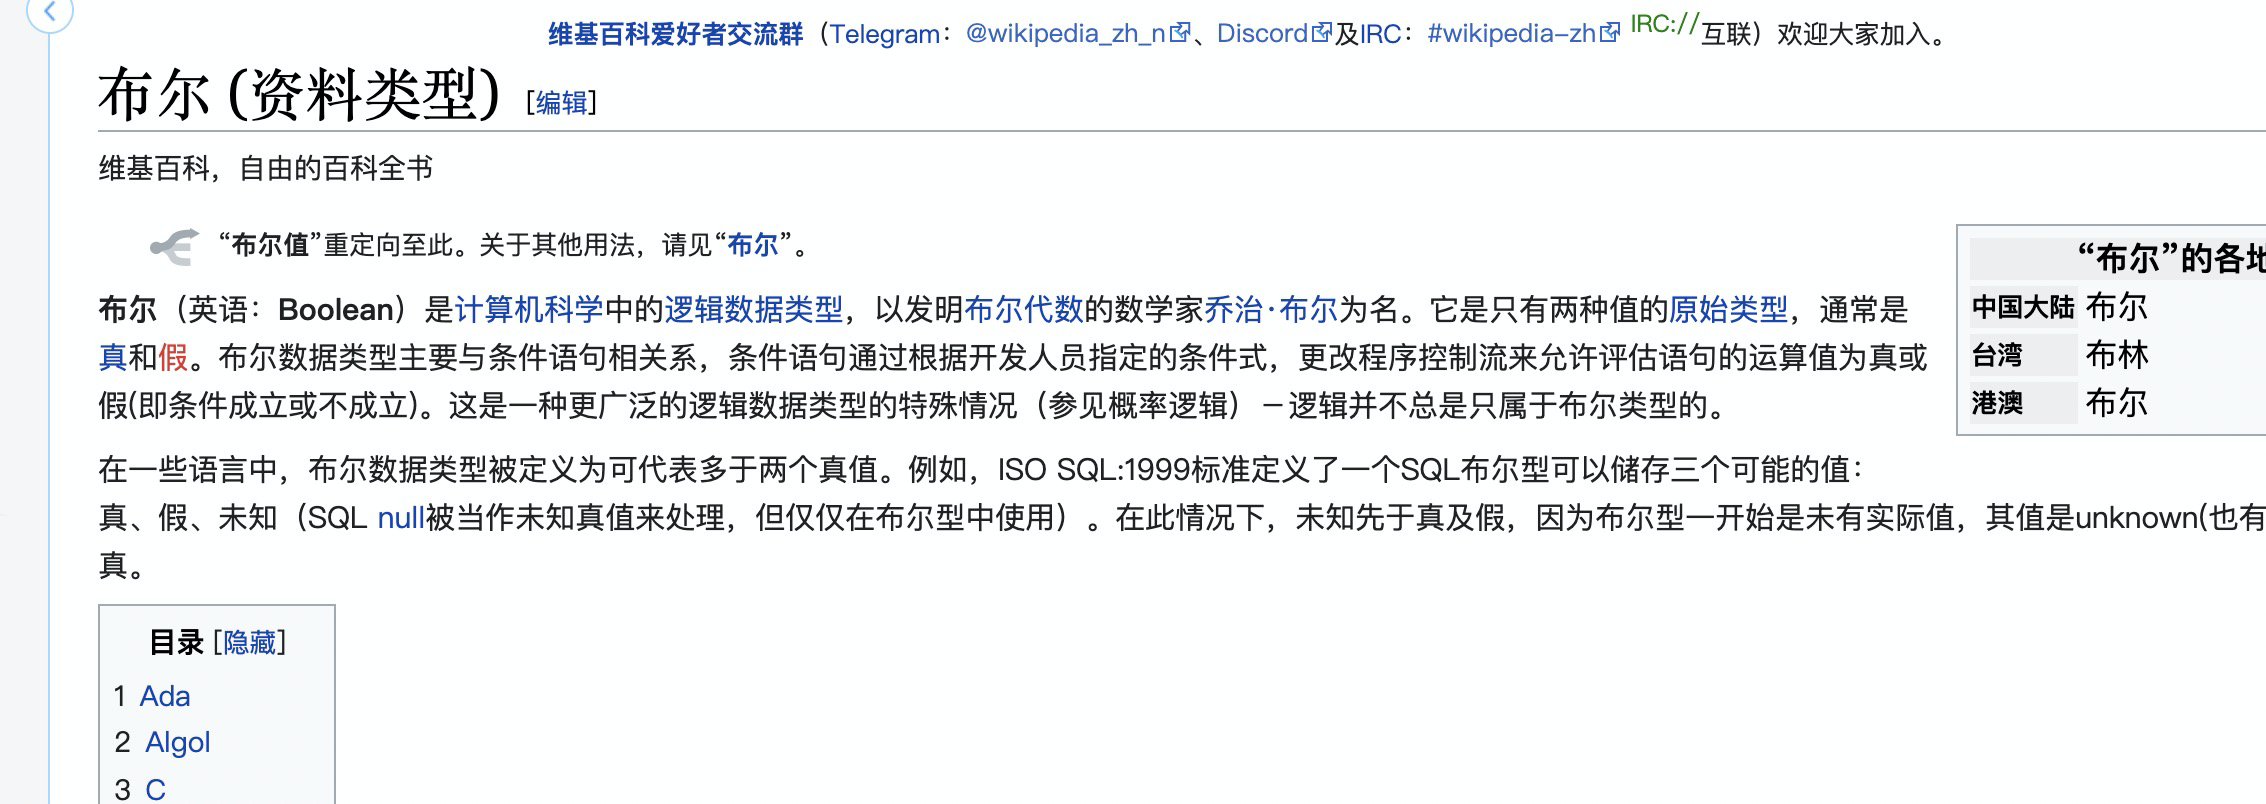 维基百科爱好者交流群（Telegram：@wikipedia_zh_n、Discord及IRC：#wikipedia-zh IRC://互联）欢迎大家加入。
布尔 (资料类型) [编辑]
维基百科，自由的百科全书
“布尔值”重定向至此。关于其他用法，请见“布尔”。
布尔（英语：Boolean）是计算机科学中的逻辑数据类型，以发明布尔代数的数学家乔治·布尔为名。它是只有两种值的原始类型，通常是
真和假。布尔数据类型主要与条件语句相关系，条件语句通过根据开发人员指定的条件式，更改程序控制流来允许评估语句的运算值为真或
假(即条件成立或不成立)。这是一种更广泛的逻辑数据类型的特殊情况（参见概率逻辑）－逻辑并不总是只属于布尔类型的。
“布尔”的各地
中国大陆 布尔
台湾 布林
港澳 布尔
在一些语言中，布尔数据类型被定义为可代表多于两个真值。例如，ISO SQL:1999标准定义了一个SQL布尔型可以储存三个可能的值：
真、假、未知（SQL null被当作未知真值来处理，但仅仅在布尔型中使用）。在此情况下，未知先于真及假，因为布尔型一开始是未有实际值，其值是unknown(也有
真。
目录 [隐藏]
1 Ada
2 Algol
3 C